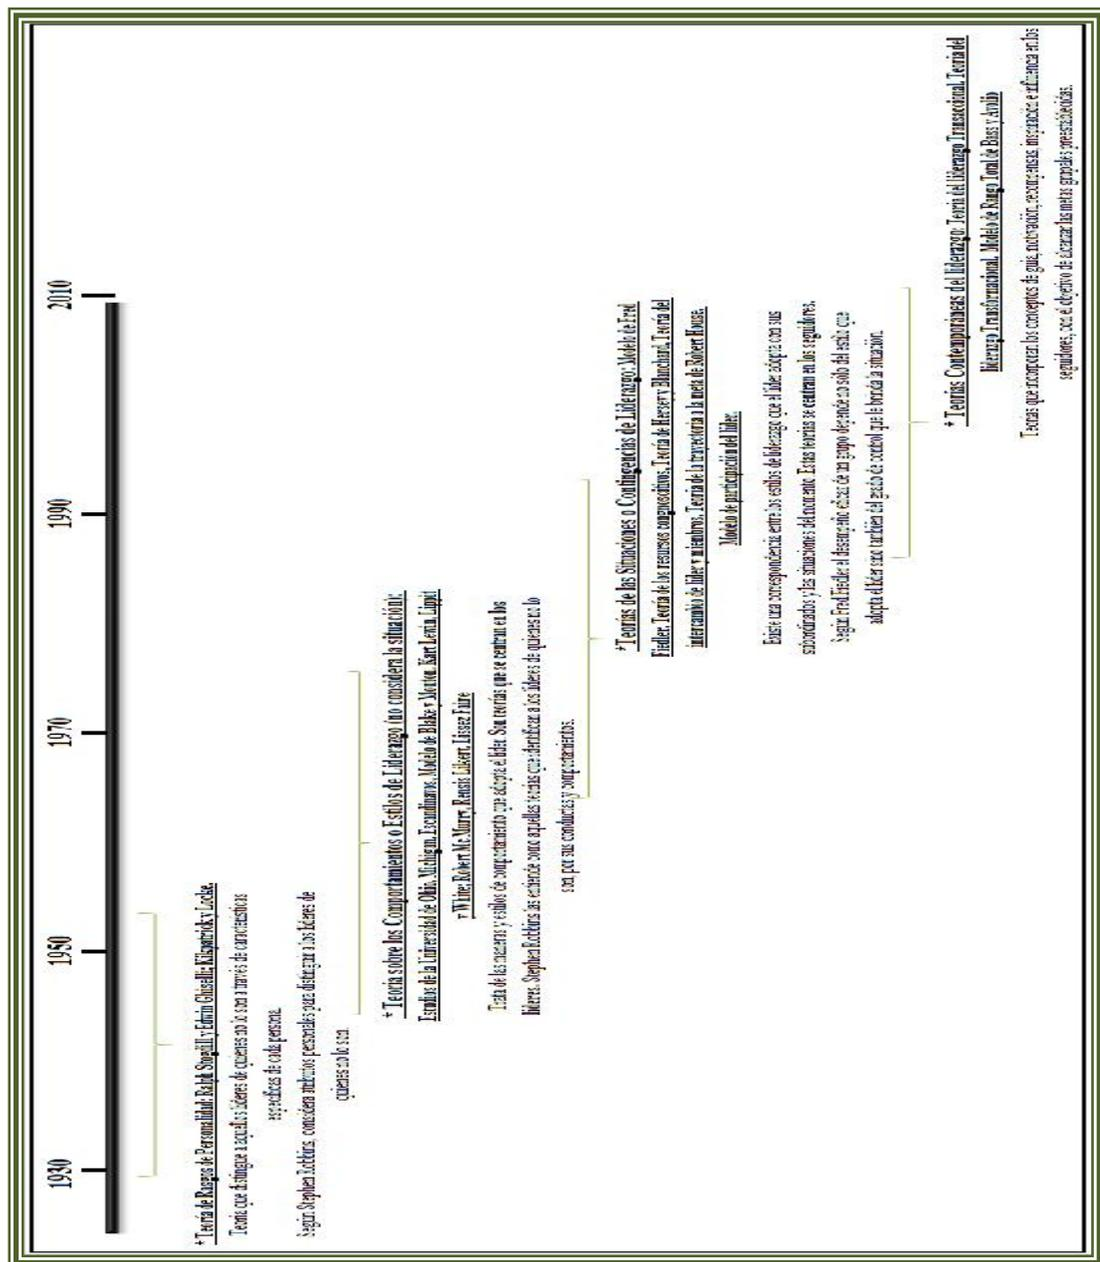 1930 1950 1970 1990 2010
* Teoría de Rasgos de Personalidad: Ralph Stogdill y Edwin Ghiselli; Kilpatrick y Locke.
Teoría que distingue a aquellos líderes de quienes no lo son a través de características
específicas de cada persona.
Según Stephen Robbins, considera atributos personales para distinguir a los líderes de
quienes no lo son.
* Teoría sobre los Comportamientos o Estilos de Liderazgo (no considera la situación):
Estudios de la Universidad de Ohio, Michigan, Escandinavos, Modelo de Blake y Mouton, Kurt Lewin, Lippit
y White; Robert Mc Murry, Rensis Likert, Lissez Faire
Trata de las maneras y estilos de comportamiento que adopta el líder. Son teorías que se centran en los
líderes. Stephen Robbins las entiende como aquellas teorías que identifican a los líderes de quienes no lo
son, por sus conductas y comportamientos.
*Teorías de las Situaciones o Contingencias de Liderazgo: Modelo de Fred
Fiedler. Teoría de los recursos cognoscitivos, Teoría de Hersey y Blanchard, Teoría del
intercambio de líder y miembros, Teoría de la trayectoria a la meta de Robert House,
Modelo de participación del líder.
Existe una correspondencia entre los estilos de liderazgo que el líder adopta con sus
subordinados y las situaciones del momento. Estas teorías se centran en los seguidores.
Según Fred Fiedler el desempeño eficaz de un grupo depende no sólo del estilo que
adopta el líder sino también del grado de control que le brinda la situación.
* Teorías Contemporáneas del liderazgo: Teoría del liderazgo Transaccional, Teoría del
liderazgo Transformacional, Modelo de Rango Total de Bass y Avolio
Teorías que incorporan los conceptos de guía, motivación, recompensas, inspiración e influencia en los
seguidores, con el objetivo de alcanzar las metas grupales preestablecidas.